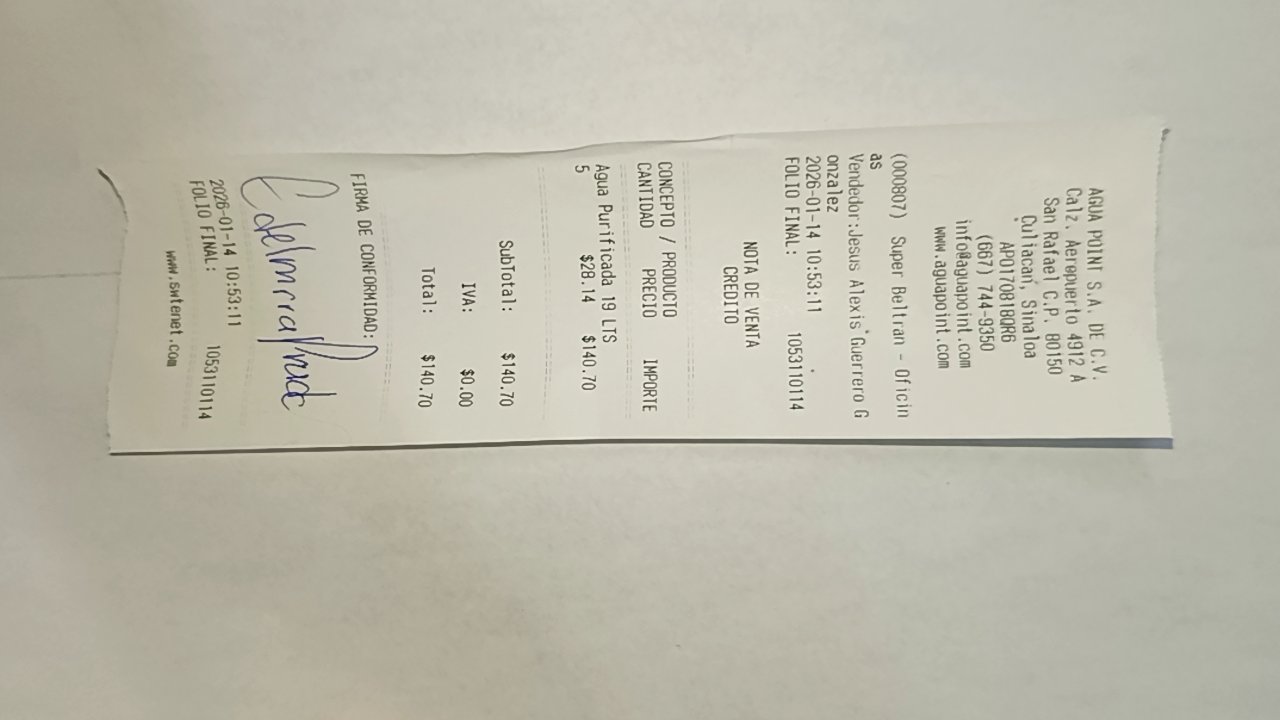 AGUA POINT S.A. DE C.V.
Calz. Aeropuerto 4912 A
San Rafael C.P. 80150
Culiacan, Sinaloa
APO170818QR6
(667) 744-9350
info@aguapoint.com
www.aguapoint.com
(000807) Super Beltran - Oficin
as
Vendedor:Jesus Alexis Guerrero G
onzalez
2026-01-14 10:53:11
FOLIO FINAL: 1053110114
NOTA DE VENTA
CREDITO
CONCEPTO / PRODUCTO
CANTIDAD PRECIO IMPORTE
Agua Purificada 19 LTS
5 $28.14 $140.70
SubTotal: $140.70
IVA: $0.00
Total: $140.70
FIRMA DE CONFORMIDAD:
2026-01-14 10:53:11
FOLIO FINAL: 1053110114
www.swtenet.com